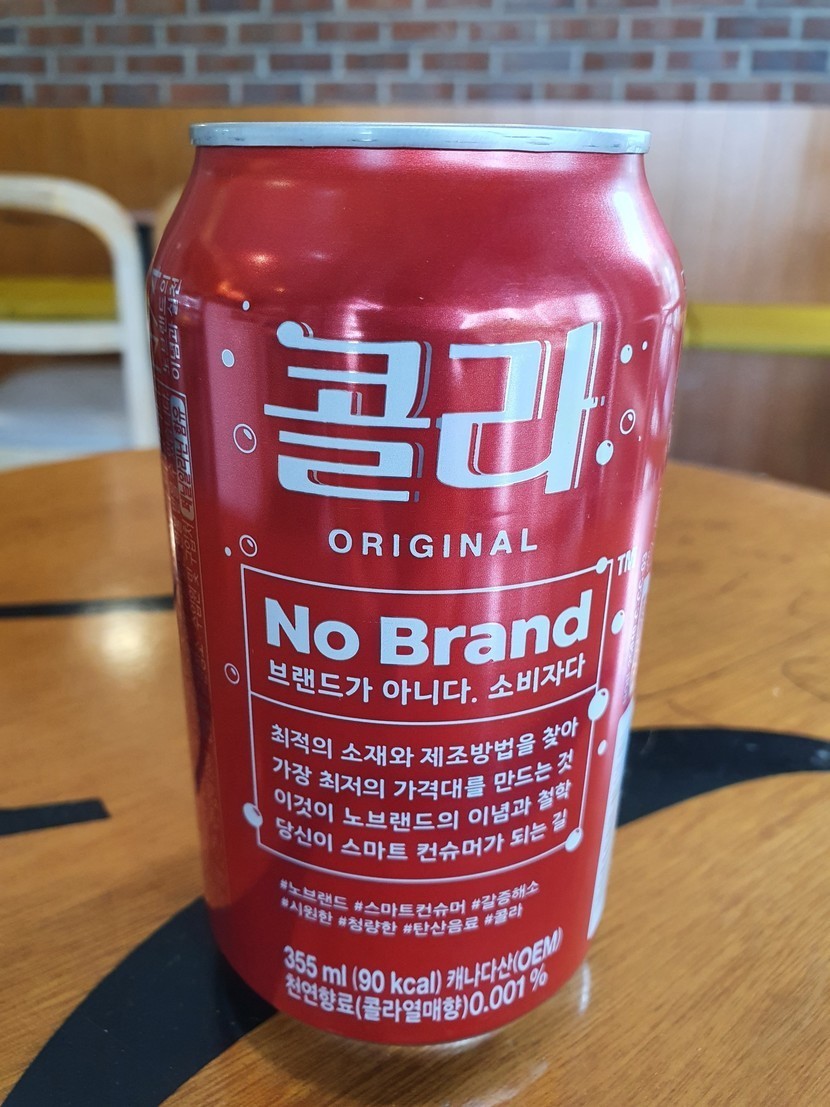 콜라
ORIGINAL
TM
No Brand
브랜드가 아니다. 소비자다
최적의 소재와 제조방법을 찾아
가장 최저의 가격대를 만드는 것
이것이 노브랜드의 이념과 철학
당신이 스마트 컨슈머가 되는 길
#노브랜드 #스마트컨슈머 #갈증해소
#시원한 #청량한 #탄산음료 #콜라
355 ml (90 kcal) 캐나다산(OEM)
천연향료(콜라열매향)0.001%